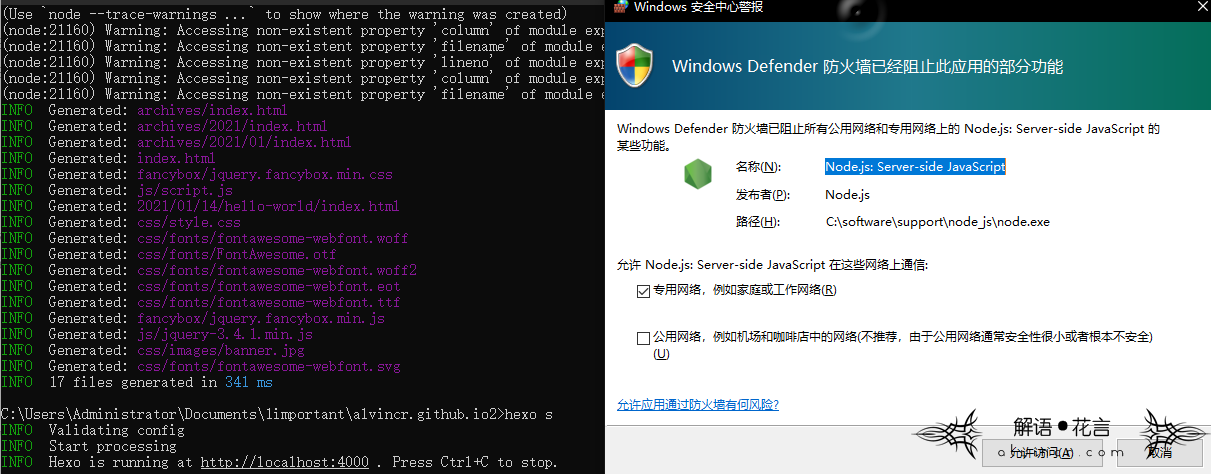 (Use `node --trace-warnings ...` to show where the warning was created)
(node:21160) Warning: Accessing non-existent property 'column' of module exp
(node:21160) Warning: Accessing non-existent property 'filename' of module e
(node:21160) Warning: Accessing non-existent property 'lineno' of module exp
(node:21160) Warning: Accessing non-existent property 'column' of module exp
(node:21160) Warning: Accessing non-existent property 'filename' of module e
INFO  Generated: archives/index.html
INFO  Generated: archives/2021/index.html
INFO  Generated: archives/2021/01/index.html
INFO  Generated: index.html
INFO  Generated: fancybox/jquery.fancybox.min.css
INFO  Generated: js/script.js
INFO  Generated: 2021/01/14/hello-world/index.html
INFO  Generated: css/style.css
INFO  Generated: css/fonts/fontawesome-webfont.woff
INFO  Generated: css/fonts/FontAwesome.otf
INFO  Generated: css/fonts/fontawesome-webfont.woff2
INFO  Generated: css/fonts/fontawesome-webfont.eot
INFO  Generated: css/fonts/fontawesome-webfont.ttf
INFO  Generated: fancybox/jquery.fancybox.min.js
INFO  Generated: js/jquery-3.4.1.min.js
INFO  Generated: css/images/banner.jpg
INFO  Generated: css/fonts/fontawesome-webfont.svg
INFO  17 files generated in 341 ms
C:\Users\Administrator\Documents\limportant\alvincr.github.io2>hexo s
INFO  Validating config
INFO  Start processing
INFO  Hexo is running at http://localhost:4000 . Press Ctrl+C to stop.
Windows 安全中心警报
Windows Defender 防火墙已经阻止此应用的部分功能
Windows Defender 防火墙已阻止所有公用网络和专用网络上的 Node.js: Server-side JavaScript 的
某些功能。
名称(N): Node.js: Server-side JavaScript
发布者(P): Node.js
路径(H): C:\software\support\node_js\node.exe
允许 Node.js: Server-side JavaScript 在这些网络上通信:
专用网络，例如家庭或工作网络(R)
公用网络，例如机场和咖啡店中的网络(不推荐，由于公用网络通常安全性很小或者根本不安全)
(U)
允许应用通过防火墙有何风险?
解语●花言
允许访问(A) 取消